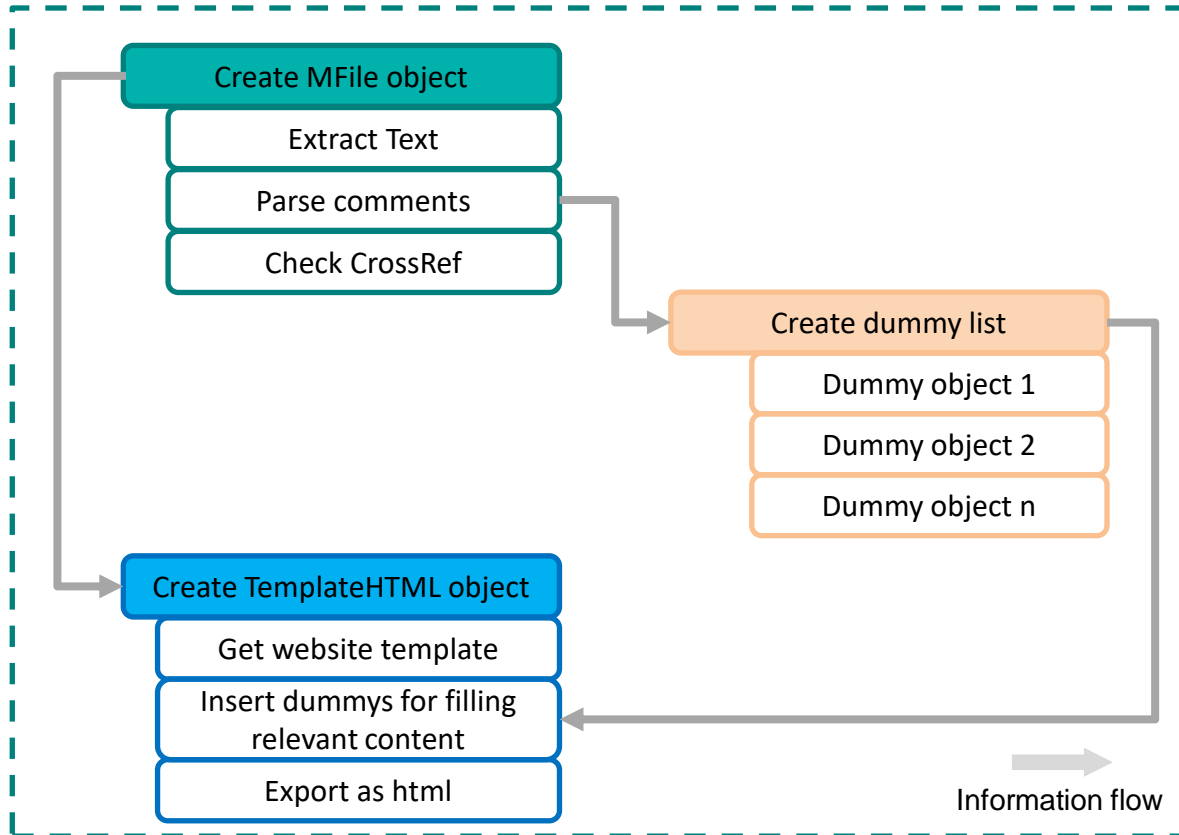 Create MFile object
Extract Text
Parse comments
Check CrossRef
Create dummy list
Dummy object 1
Dummy object 2
Dummy object n
Create TemplateHTML object
Get website template
Insert dummys for filling
relevant content
Export as html
Information flow